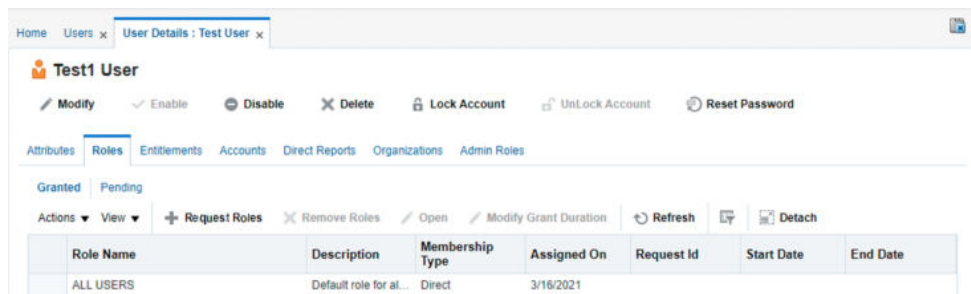 Home Users x User Details : Test User x
Test1 User
Modify Enable Disable Delete Lock Account UnLock Account Reset Password
Attributes Roles Entitlements Accounts Direct Reports Organizations Admin Roles
Granted Pending
Actions View Request Roles Remove Roles Open Modify Grant Duration Refresh Detach
Role Name Description Membership Type Assigned On Request Id Start Date End Date
ALL USERS Default role for al... Direct 3/16/2021